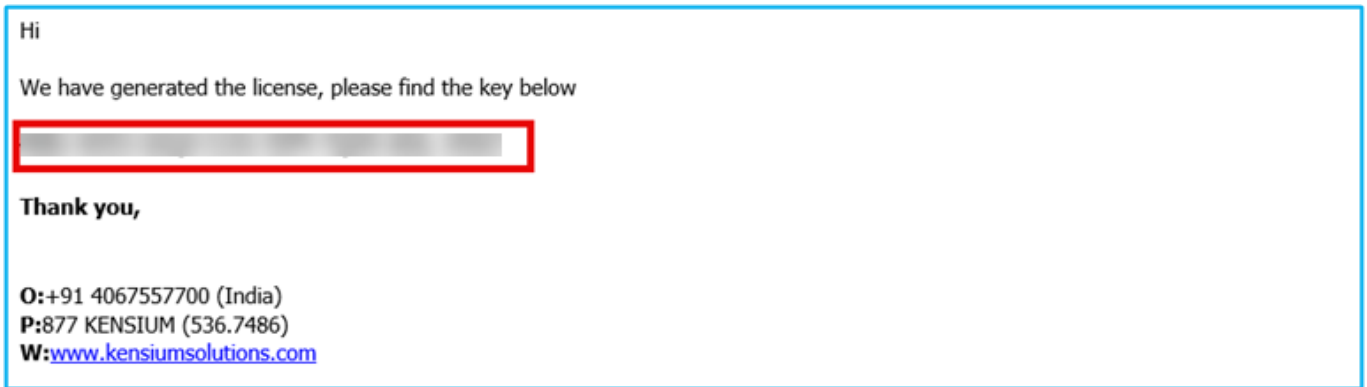 Hi
We have generated the license, please find the key below
Thank you,
O:+91 4067557700 (India)
P:877 KENSIUM (536.7486)
W:www.kensiumsolutions.com